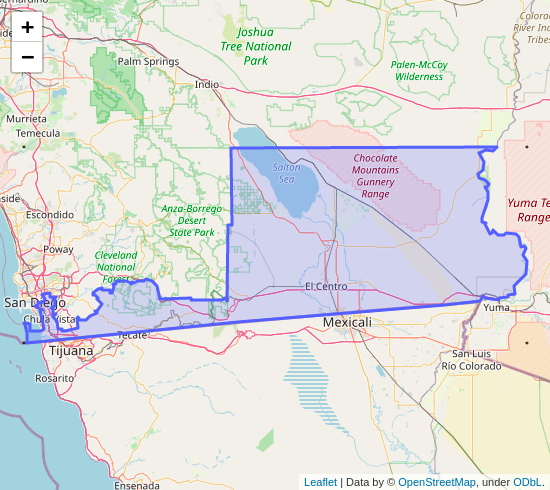 Colorado
River Indian
Tribes
Joshua
Tree National
Park
+
−
Palm Springs
Palen-McCoy
Wilderness
Indio
Murrieta
Temecula
Salton
Sea
Chocolate
Mountains
Gunnery
Range
Yuma Te
Range
side
Escondido
Anza-Borrego
Desert
State Park
Poway
Cleveland
National
Forest
San Diego
El Centro
Chula Vista
Yuma
Mexicali
Tecate
Tijuana
San Luis
Río Colorado
Rosarito
Ensenada
Leaflet | Data by © OpenStreetMap, under ODbL.